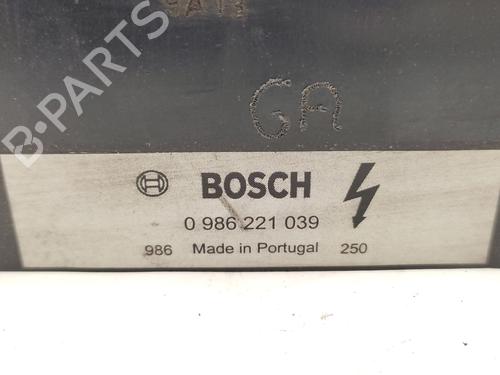 GA
BOSCH
0 986 221 039
986 Made in Portugal 250
B-PARTS